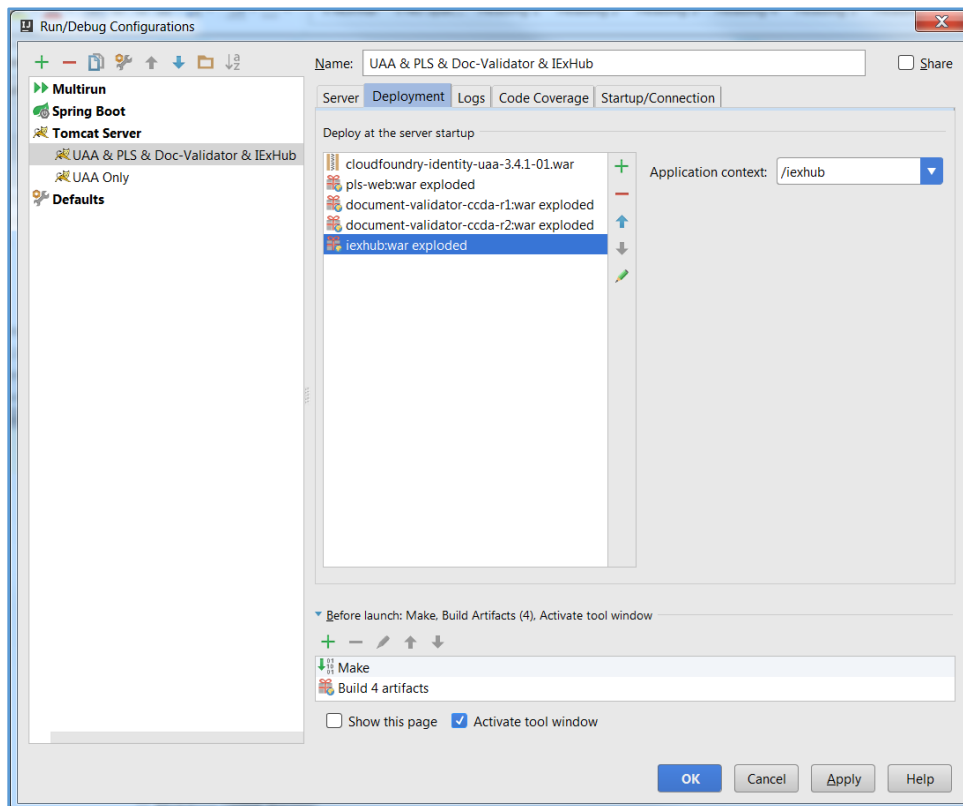 Run/Debug Configurations
Name: UAA & PLS & Doc-Validator & IExHub
Share
Multirun
Spring Boot
Tomcat Server
UAA & PLS & Doc-Validator & IExHub
UAA Only
Defaults
Server Deployment Logs Code Coverage Startup/Connection
Deploy at the server startup
cloudfoundry-identity-uaa-3.4.1-01.war
pls-web:war exploded
document-validator-ccda-r1:war exploded
document-validator-ccda-r2:war exploded
iexhub:war exploded
Application context: /iexhub
Before launch: Make, Build Artifacts (4), Activate tool window
Make
Build 4 artifacts
Show this page Activate tool window
OK Cancel Apply Help